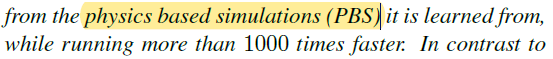 from the physics based simulations (PBS) it is learned from,
while running more than 1000 times faster. In contrast to